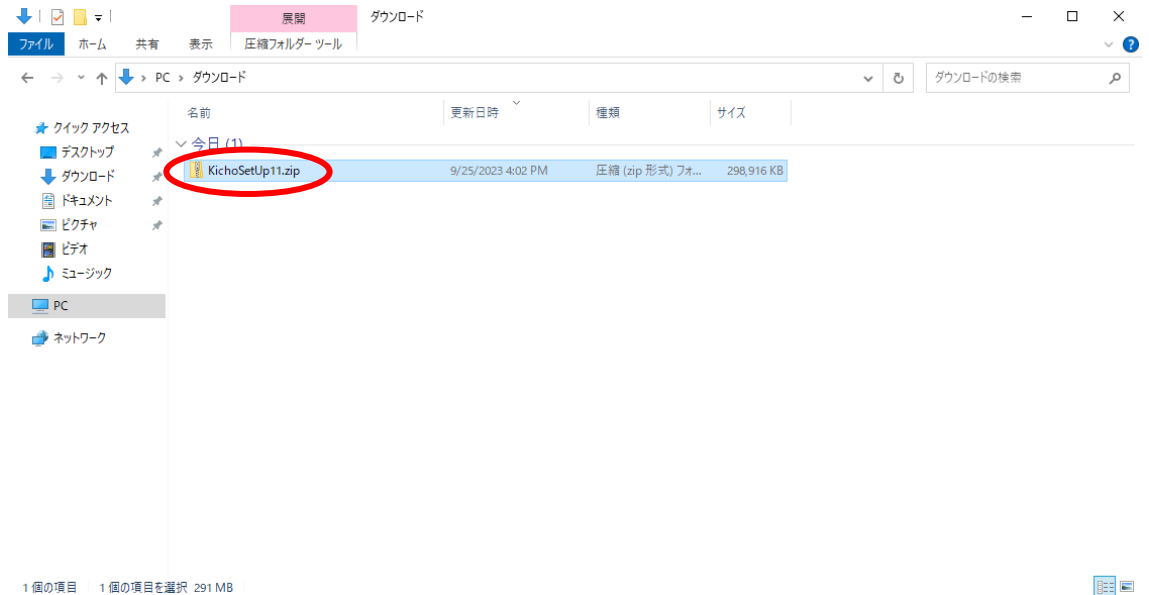 展開
ダウンロード
ファイル ホーム 共有 表示 圧縮フォルダー ツール
PC › ダウンロード
ダウンロードの検索
名前 更新日時 種類 サイズ
クイック アクセス
今日 (1)
デスクトップ
KichoSetUp11.zip 9/25/2023 4:02 PM 圧縮 (zip 形式) フォ... 298,916 KB
ダウンロード
ドキュメント
ピクチャ
ビデオ
ミュージック
PC
ネットワーク
1 個の項目 1 個の項目を選択 291 MB